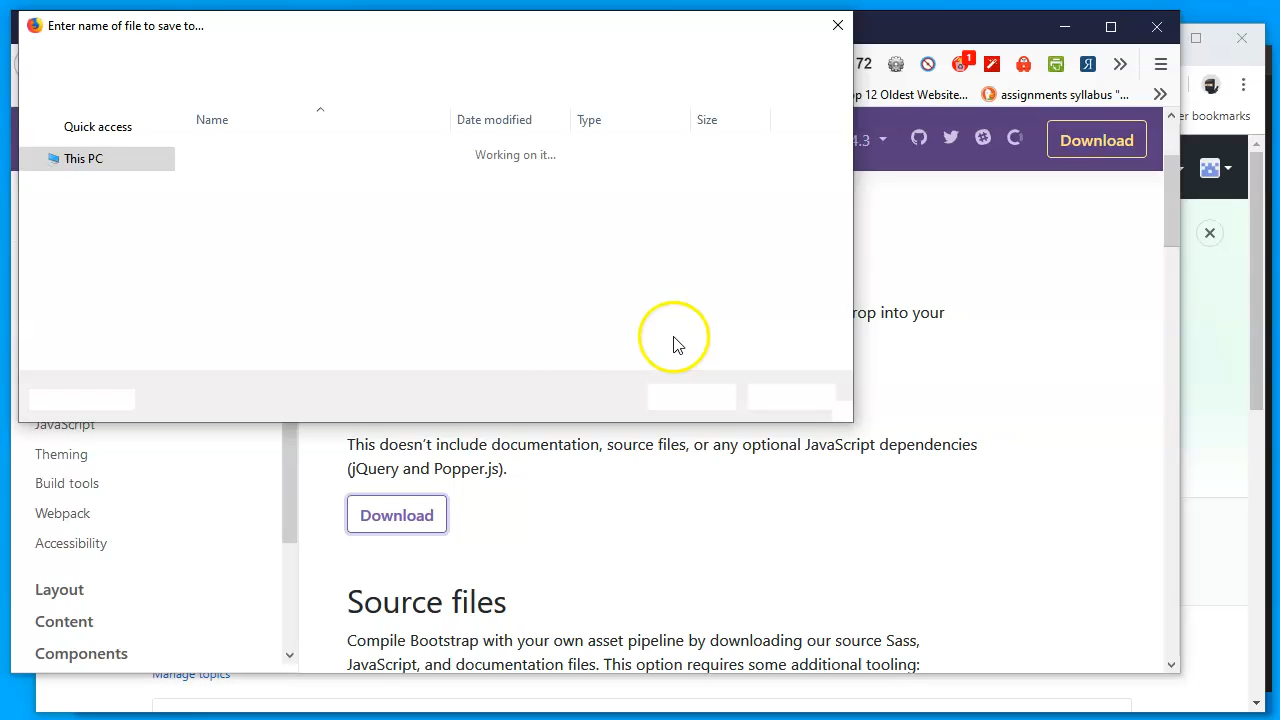 Enter name of file to save to...
72
1
Я
op 12 Oldest Website...
assignments syllabus "...
er bookmarks
Name
Date modified
Type
Size
Quick access
This PC
Working on it...
4.3
Download
rop into your
JavaScript
Theming
Build tools
Webpack
Accessibility
Layout
Content
Components
This doesn't include documentation, source files, or any optional JavaScript dependencies
(jQuery and Popper.js).
Download
Source files
Compile Bootstrap with your own asset pipeline by downloading our source Sass,
JavaScript, and documentation files. This option requires some additional tooling:
Manage topics